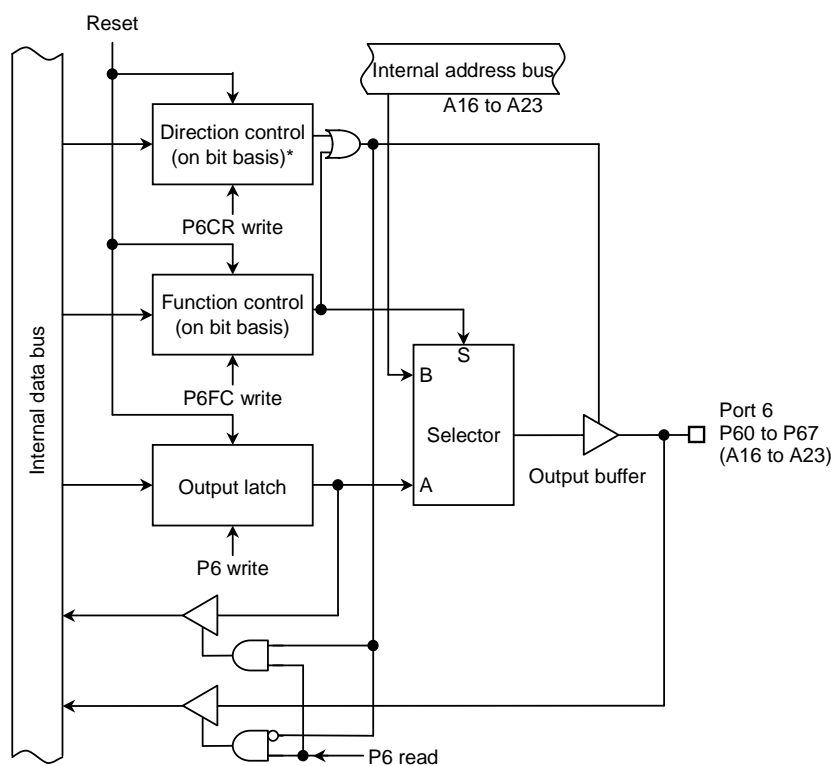 Reset
Internal address bus
A16 to A23
Direction control
(on bit basis)*
P6CR write
Function control
(on bit basis)
P6FC write
Internal data bus
S
B
Selector
A
Output buffer
Port 6
P60 to P67
(A16 to A23)
Output latch
P6 write
P6 read